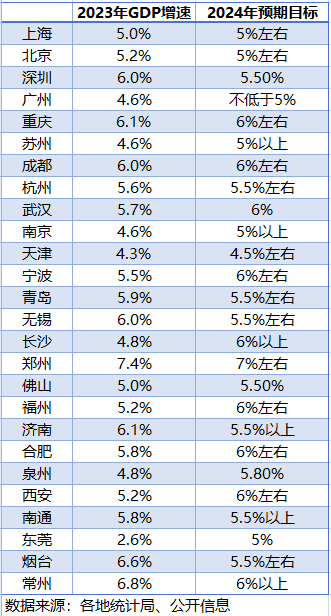 2023年GDP增速 2024年预期目标
上海 5.0% 5%左右
北京 5.2% 5%左右
深圳 6.0% 5.50%
广州 4.6% 不低于5%
重庆 6.1% 6%左右
苏州 4.6% 5%以上
成都 6.0% 6%左右
杭州 5.6% 5.5%左右
武汉 5.7% 6%
南京 4.6% 5%以上
天津 4.3% 4.5%左右
宁波 5.5% 6%左右
青岛 5.9% 5.5%左右
无锡 6.0% 5.5%左右
长沙 4.8% 6%以上
郑州 7.4% 7%左右
佛山 5.0% 5.50%
福州 5.2% 6%左右
济南 6.1% 5.5%以上
合肥 5.8% 6%左右
泉州 4.8% 5.80%
西安 5.2% 6%左右
南通 5.8% 5.5%以上
东莞 2.6% 5%
烟台 6.6% 5.5%左右
常州 6.8% 6%以上
数据来源：各地统计局、公开信息